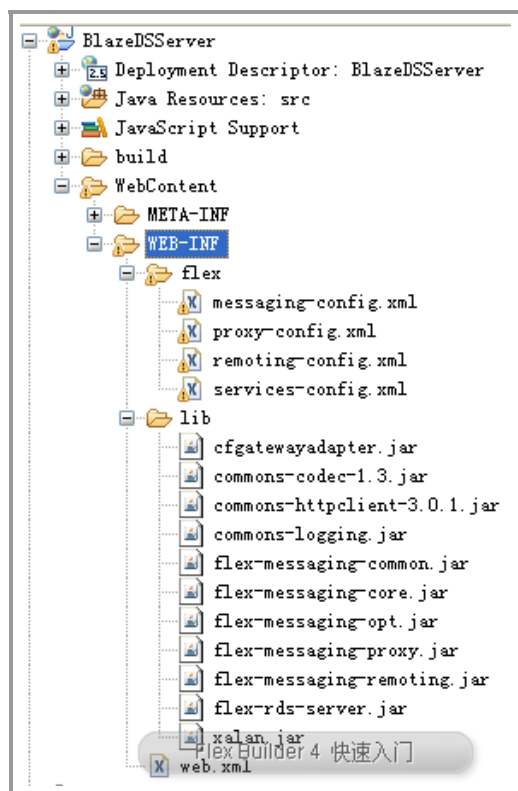 BlazeDSServer
2.5 Deployment Descriptor: BlazeDSServer
Java Resources: src
JavaScript Support
build
WebContent
META-INF
WEB-INF
flex
messaging-config.xml
proxy-config.xml
remoting-config.xml
services-config.xml
lib
cfgatewayadapter.jar
commons-codec-1.3.jar
commons-httpclient-3.0.1.jar
commons-logging.jar
flex-messaging-common.jar
flex-messaging-core.jar
flex-messaging-opt.jar
flex-messaging-proxy.jar
flex-messaging-remoting.jar
flex-rds-server.jar
xalan.jar
Flex Builder 4 快速入门
web.xml